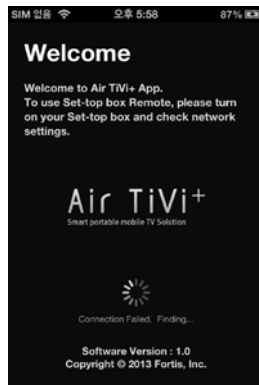 SIM 없음 오후 5:58 87%
Welcome
Welcome to Air TiVi+ App.
To use Set-top box Remote, please turn
on your Set-top box and check network
settings.
Air TiVi+
Smart portable mobile TV Solution
Connection Failed. Finding...
Software Version : 1.0
Copyright © 2013 Fortis, Inc.